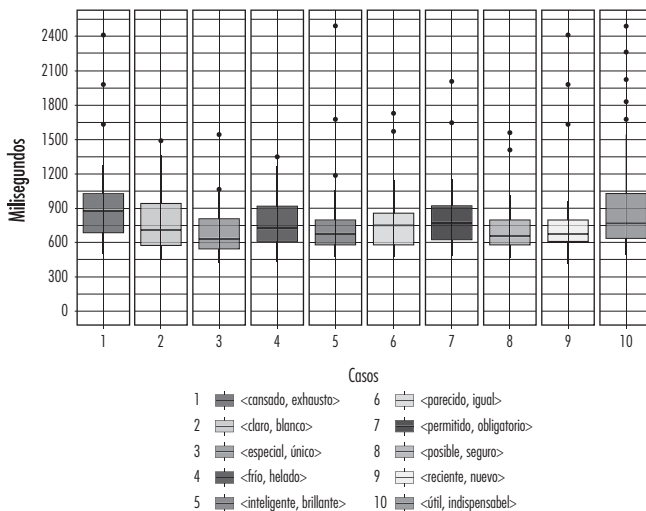 2400
2100
1800
1500
1200
900
600
300
0
Milisegundos
1 2 3 4 5 6 7 8 9 10
Casos
1 <cansado, exhausto>
2 <claro, blanco>
3 <especial, único>
4 <frío, helado>
5 <inteligente, brillante>
6 <parecido, igual>
7 <permitido, obligatorio>
8 <posible, seguro>
9 <reciente, nuevo>
10 <útil, indispensabel>